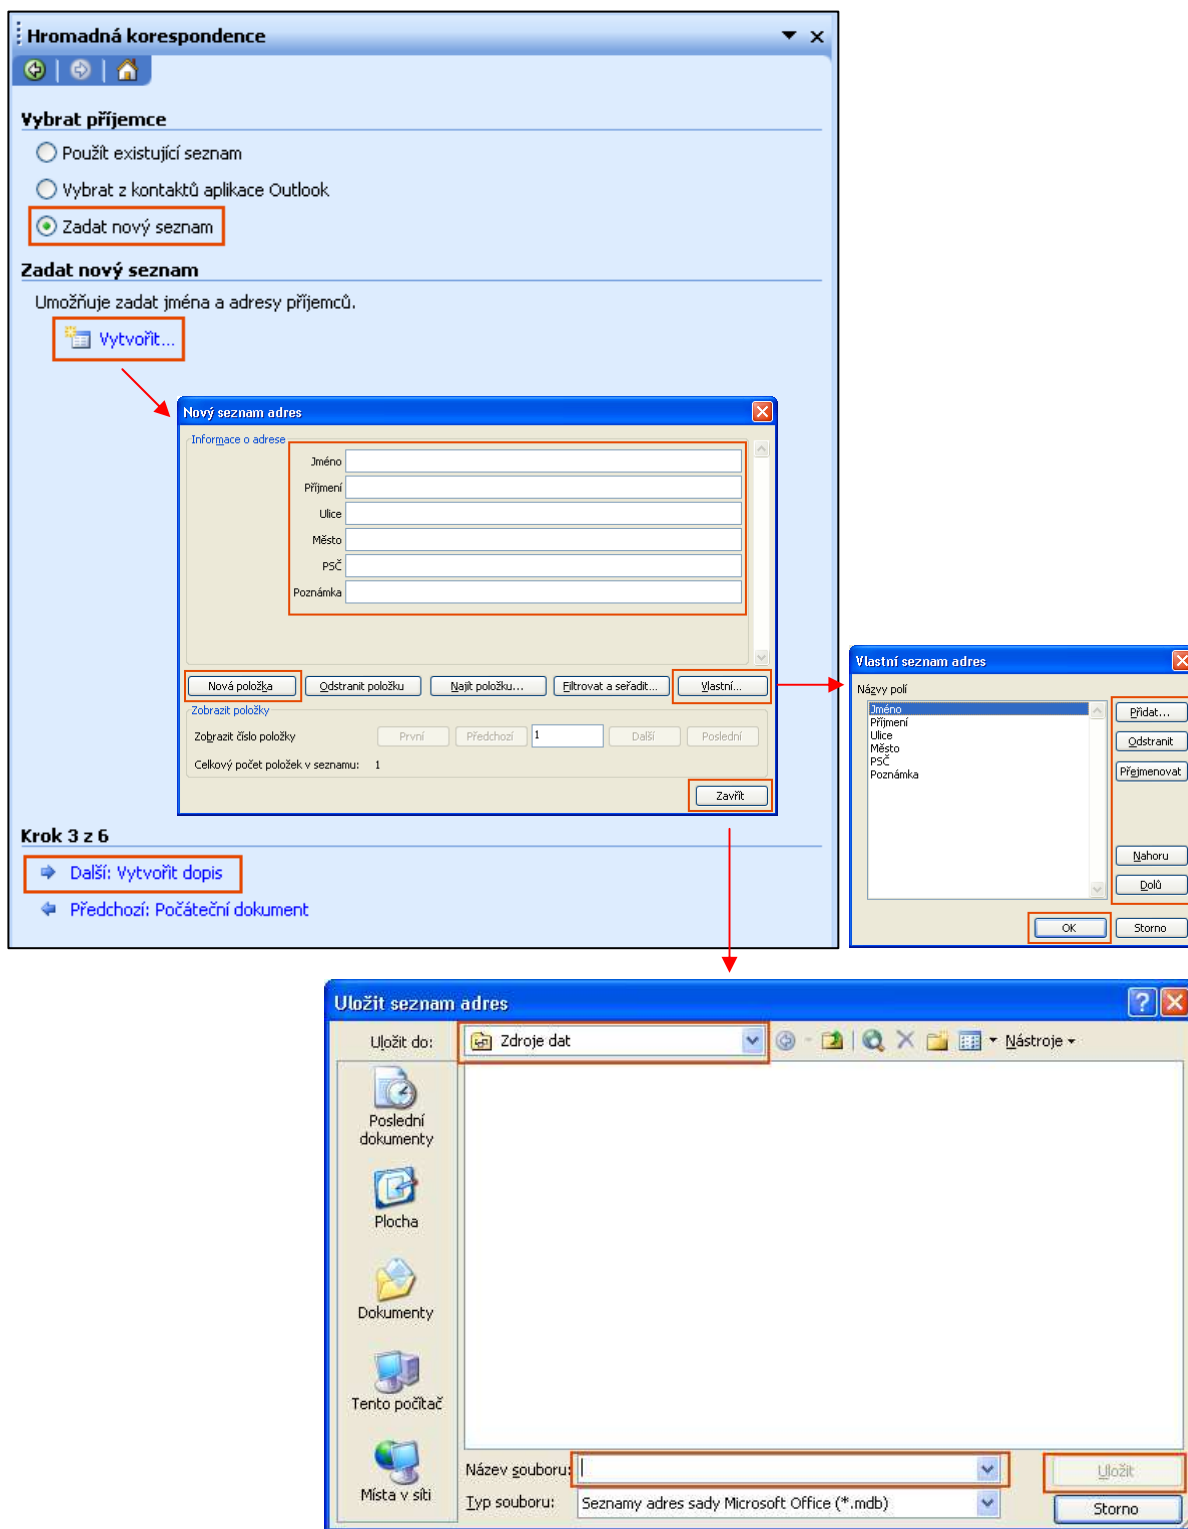 Hromadná korespondence
Vybrat příjemce
Použít existující seznam
Vybrat z kontaktů aplikace Outlook
Zadat nový seznam
Zadat nový seznam
Umožňuje zadat jména a adresy příjemců.
Vytvořit...
Nový seznam adres
Informace o adrese
Jméno
Příjmení
Ulice
Město
PSČ
Poznámka
Nová položka Odstranit položku Najít položku... Filtrovat a seřadit... Vlastní...
Zobrazit položky
Zobrazit číslo položky První Předchozí 1 Další Poslední
Celkový počet položek v seznamu: 1
Zavřít
Vlastní seznam adres
Názvy polí
Jméno
Příjmení
Ulice
Město
PSČ
Poznámka
Přidat...
Odstranit
Přejmenovat
Nahoru
Dolů
OK Storno
Krok 3 z 6
Další: Vytvořit dopis
Předchozí: Počáteční dokument
Uložit seznam adres
Uložit do: Zdroje dat Nástroje
Poslední
dokumenty
Plocha
Dokumenty
Tento počítač
Místa v síti
Název souboru: Uložit
Typ souboru: Seznamy adres sady Microsoft Office (*.mdb) Storno